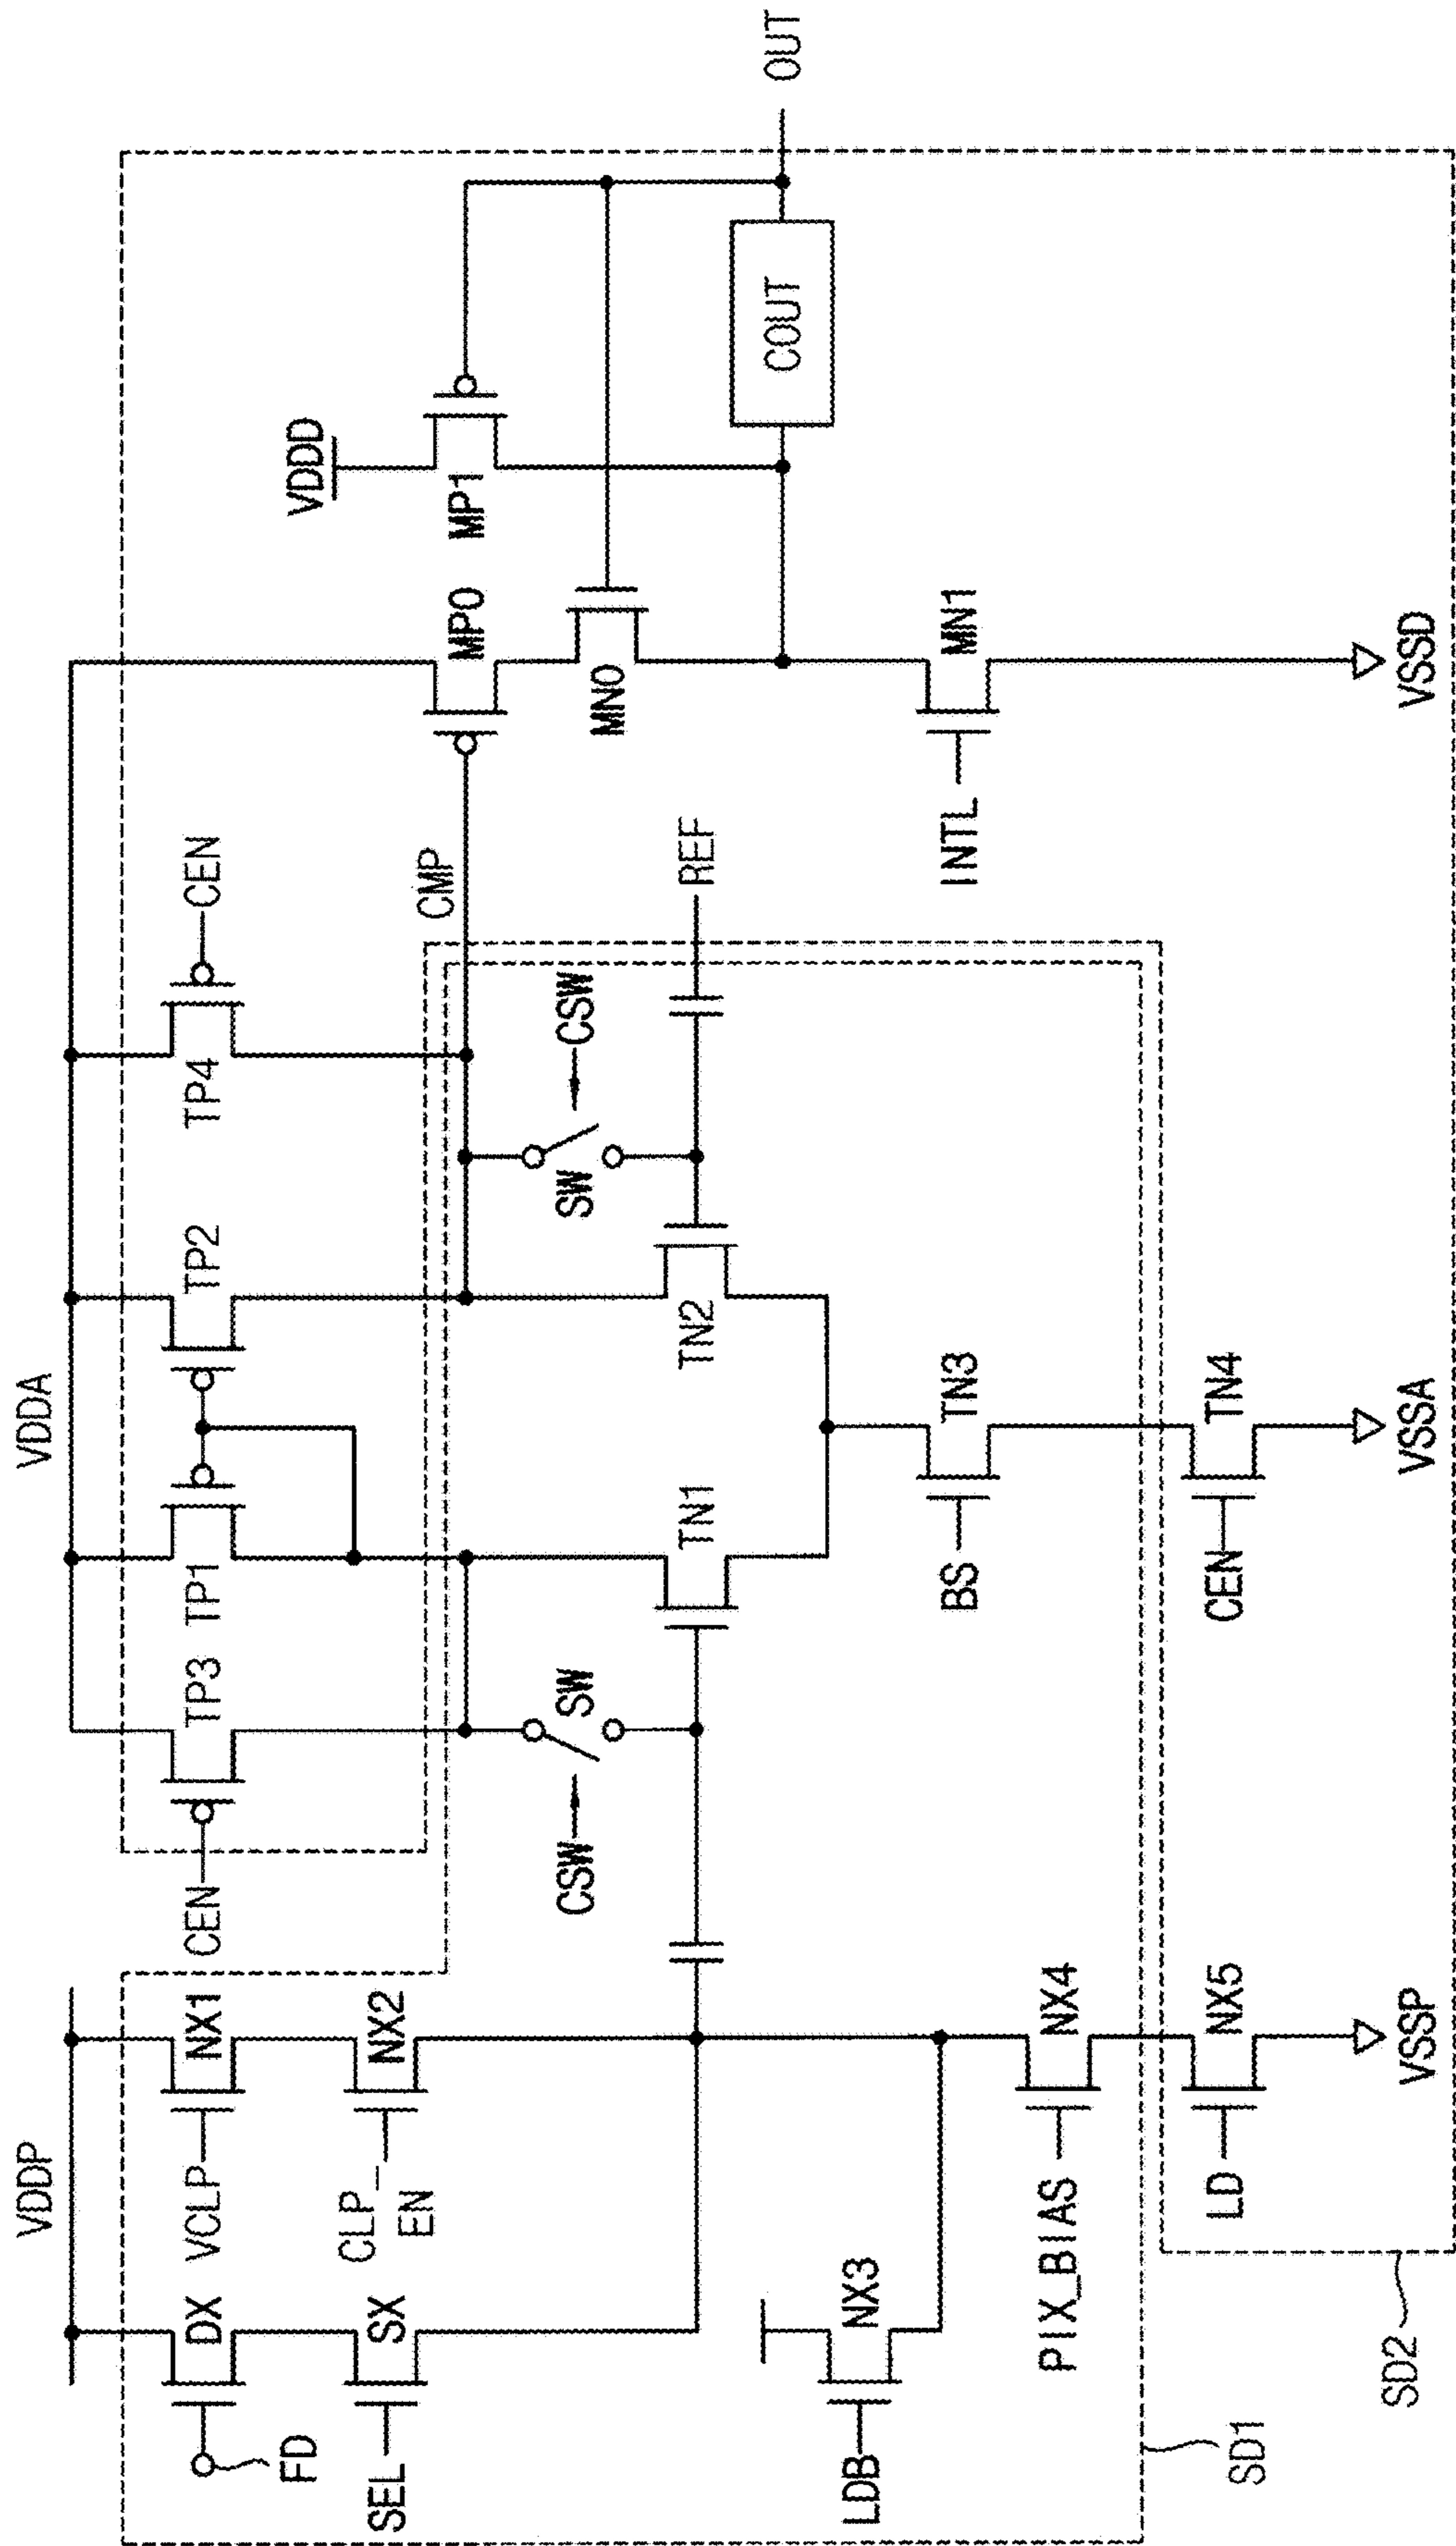 VDDP
VDDA
DX
VCLP
NX1
CEN
TP3
TP1
TP2
TP4
CEN
VDDD
FD
SEL
SX
CLP_
EN
NX2
CMP
MP0
MP1
CSW
SW
SW
CSW
MN0
TN1
TN2
REF
COUT
OUT
LDB
NX3
BS
TN3
INTL
MN1
PIX_BIAS
NX4
LD
NX5
CEN
TN4
SD1
SD2
VSSP
VSSA
VSSD